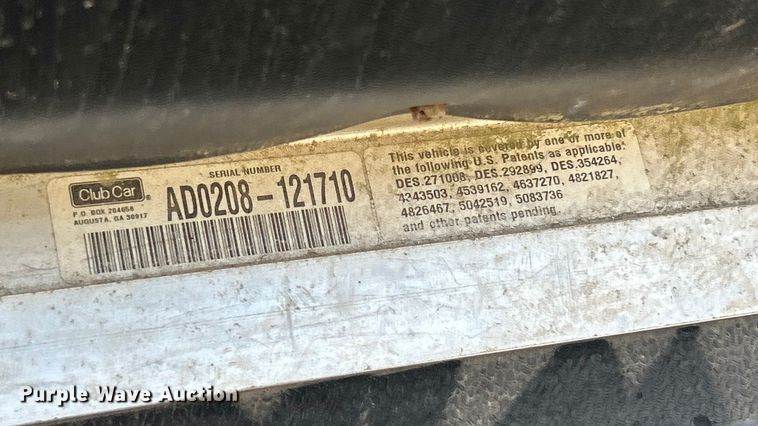 SERIAL NUMBER
Club Car
AD0208-121710
P.O. BOX 204658
AUGUSTA, GA 30917
This vehicle is covered by one or more of
the following U.S. Patents as applicable:
DES.271008, DES.292899, DES.354264,
4343503, 4539162, 4637270, 4821827,
4826467, 5042519, 5083736
and other patents pending.
Purple Wave Auction